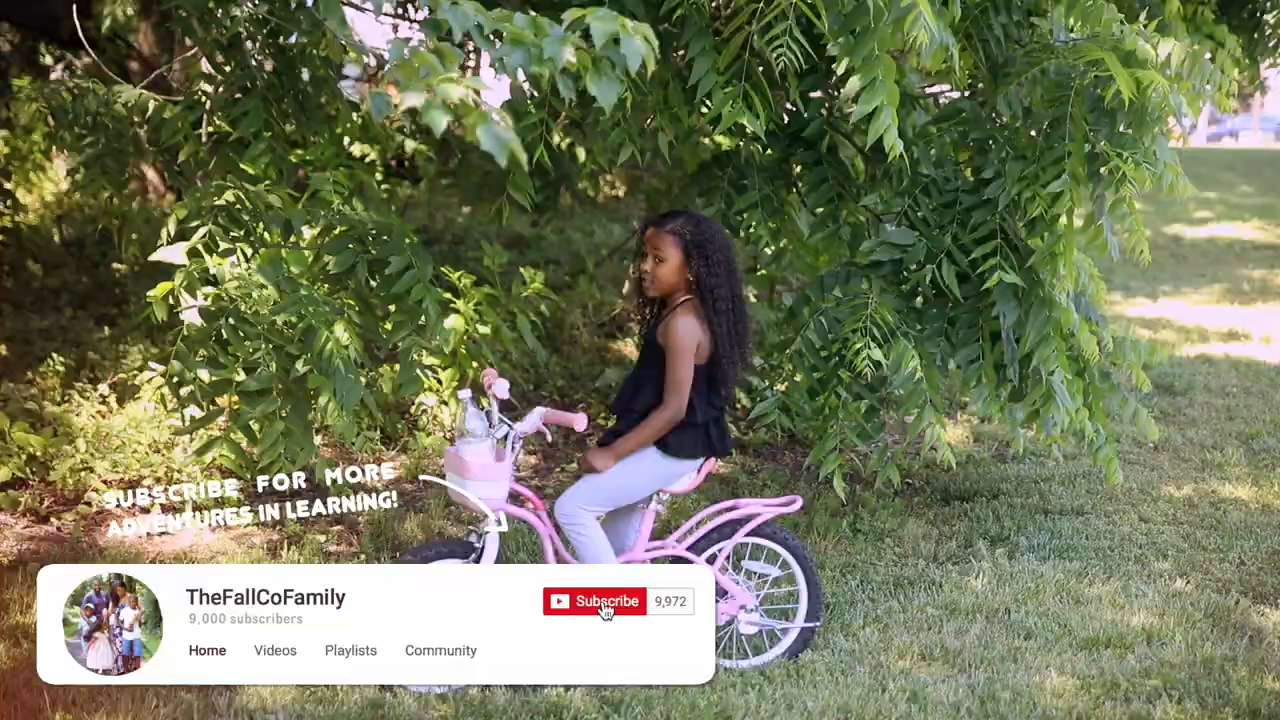 SUBSCRIBE FOR MORE
ADVENTURES IN LEARNING!
TheFallCoFamily
9,000 subscribers
Subscribe 9,972
Home Videos Playlists Community